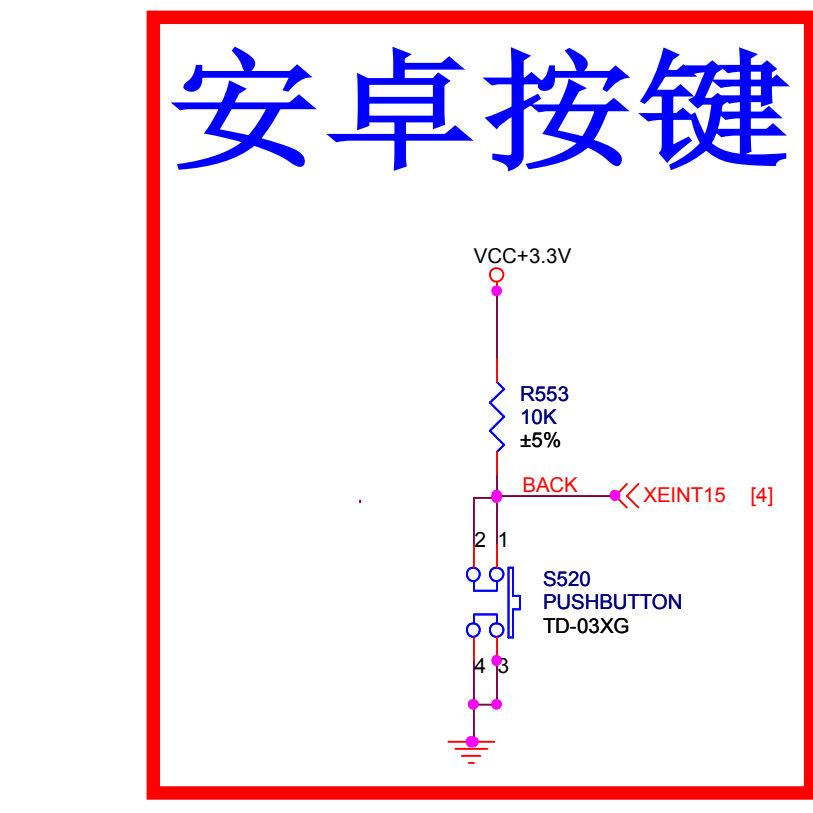 安卓按键
VCC+3.3V
R553
10K
±5%
BACK
XEINT15 [4]
2 1
S520
PUSHBUTTON
TD-03XG
4 3